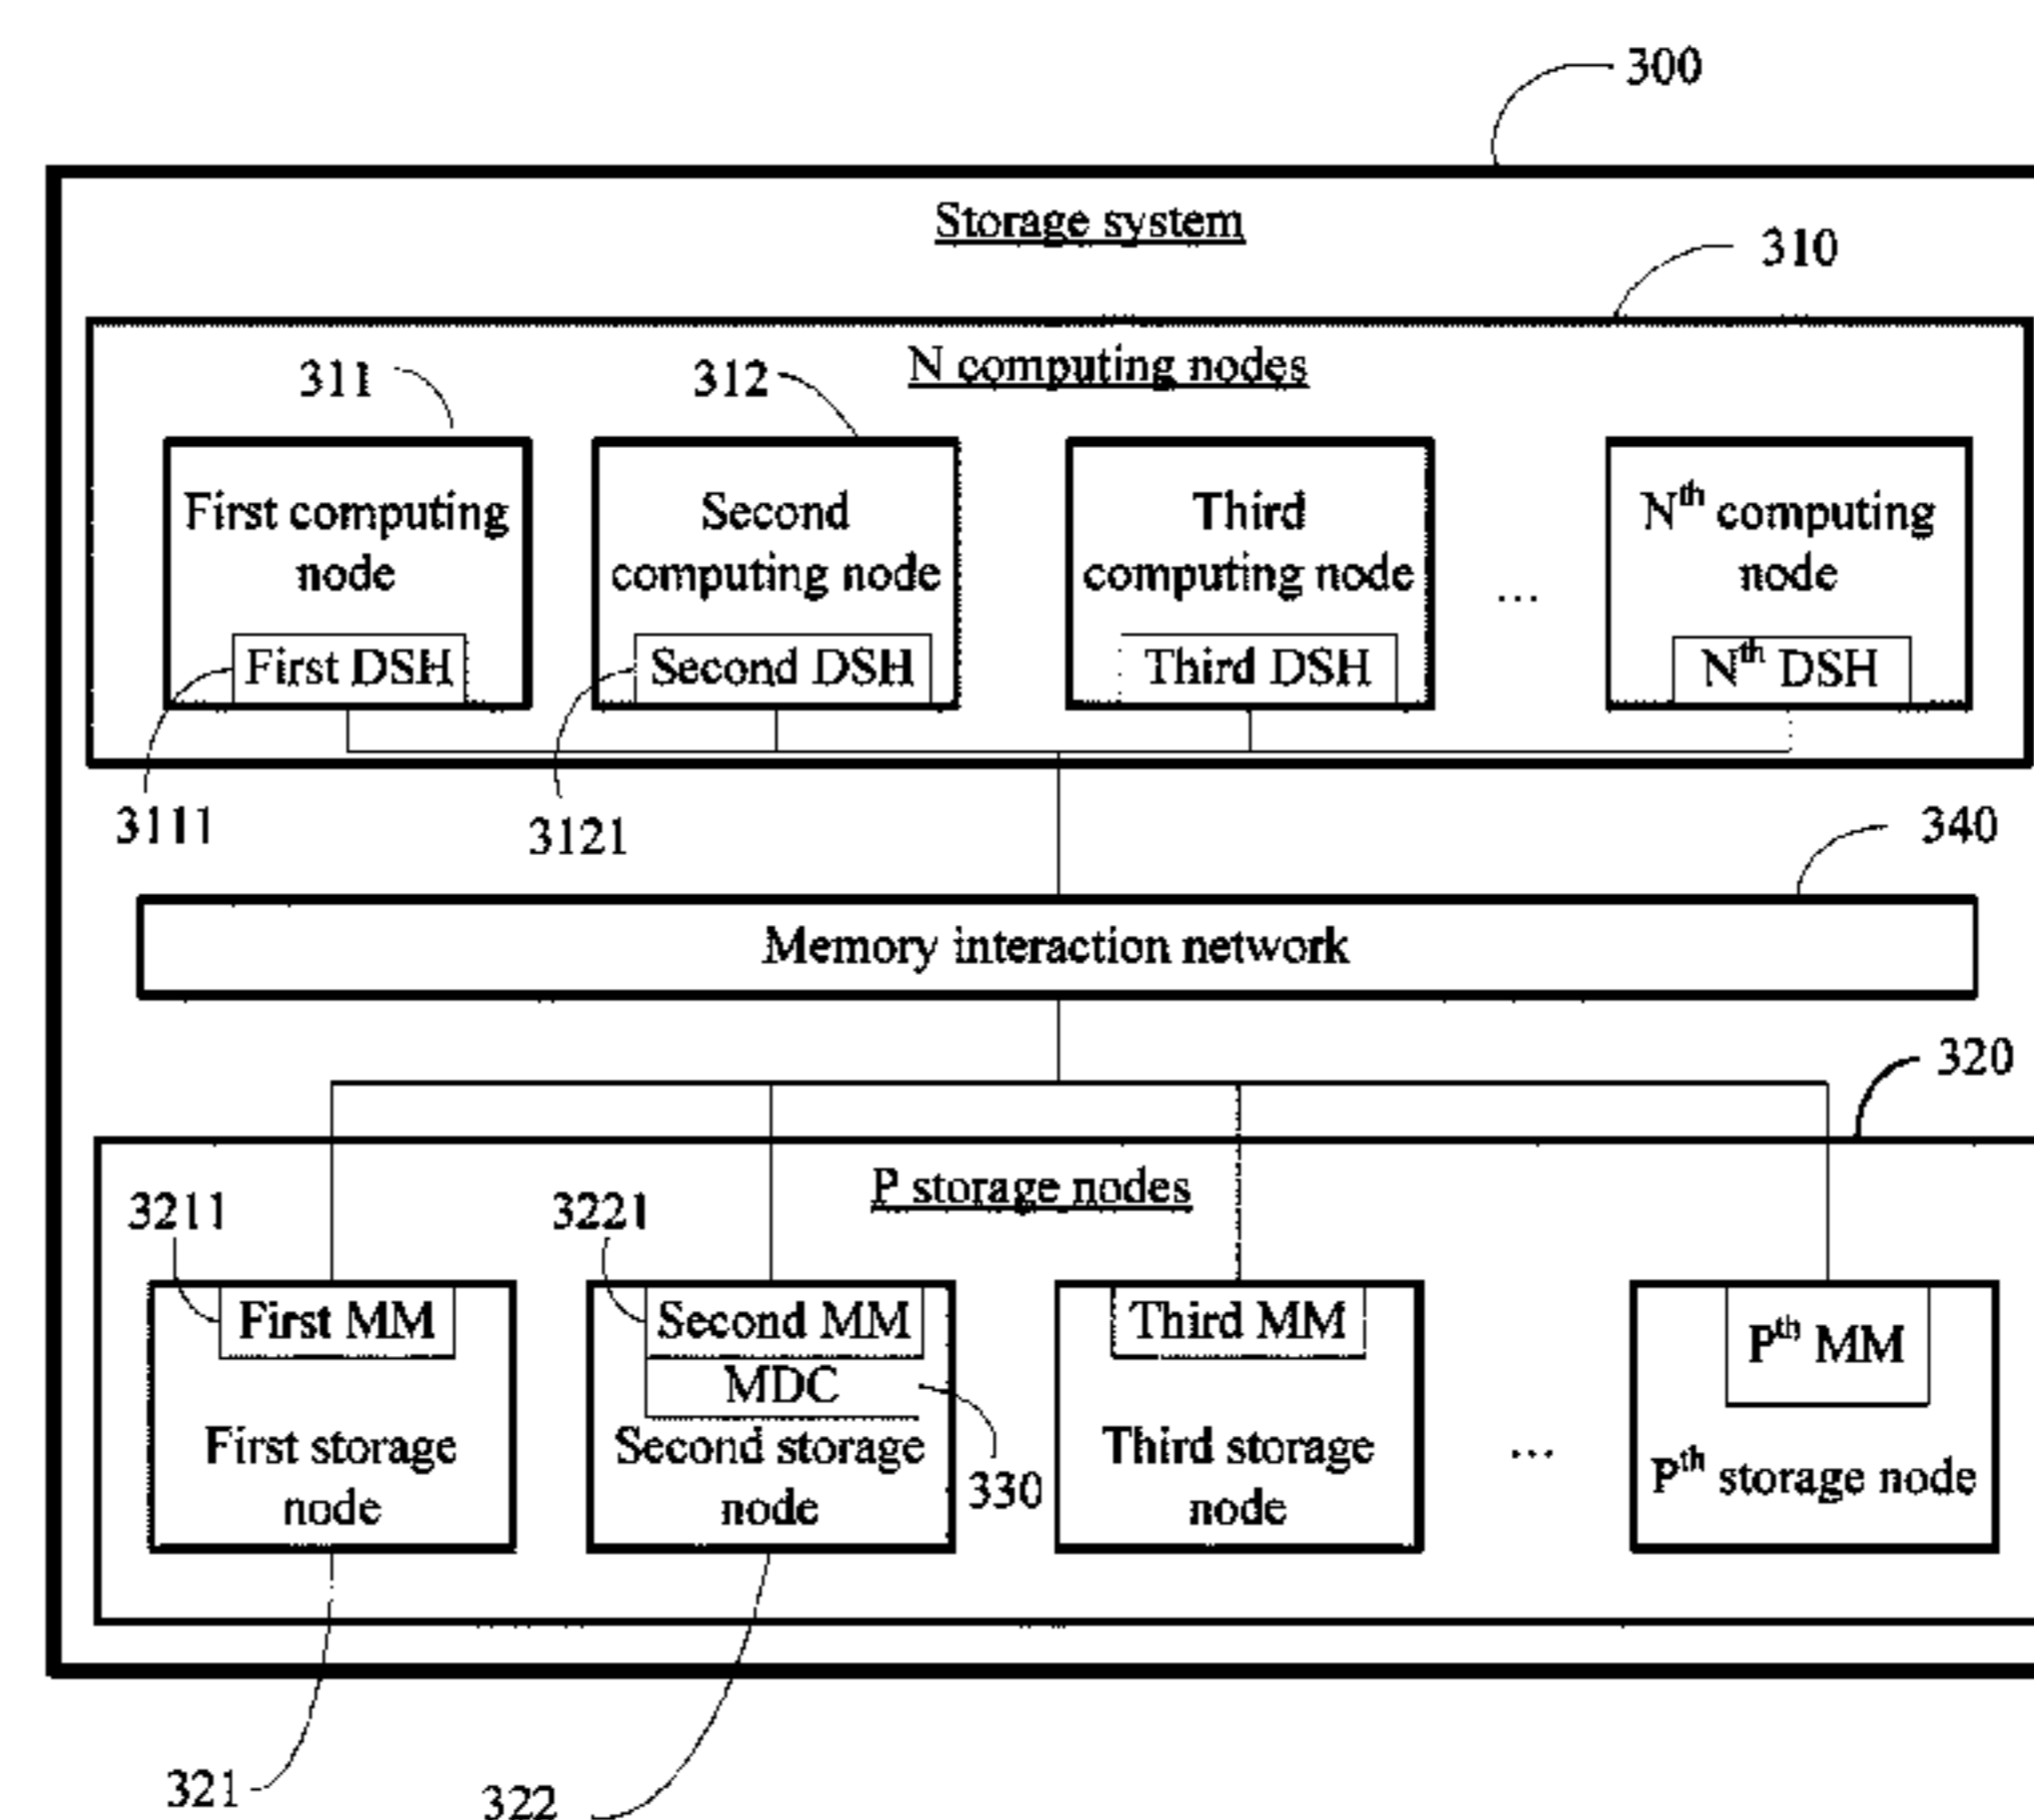 300
Storage system
310
N computing nodes
311
312
First computing
node
Second
computing node
Third
computing node
...
Nth computing
node
First DSH
Second DSH
Third DSH
Nth DSH
3111
3121
340
Memory interaction network
320
P storage nodes
3211
3221
First MM
Second MM
Third MM
Pth MM
MDC
First storage
node
Second storage
node
330
Third storage
node
...
Pth storage node
321
322